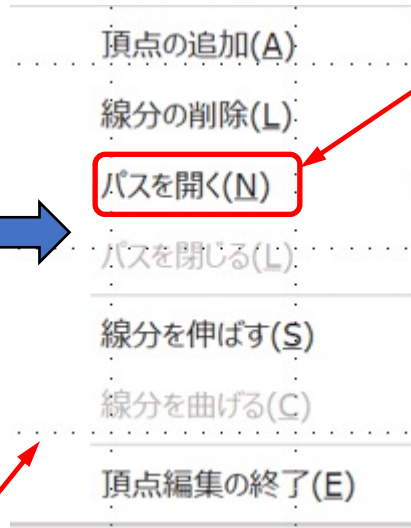 頂点の追加(A)
線分の削除(L)
パスを開く(N)
パスを閉じる(L)
線分を伸ばす(S)
線分を曲げる(C)
頂点編集の終了(E)